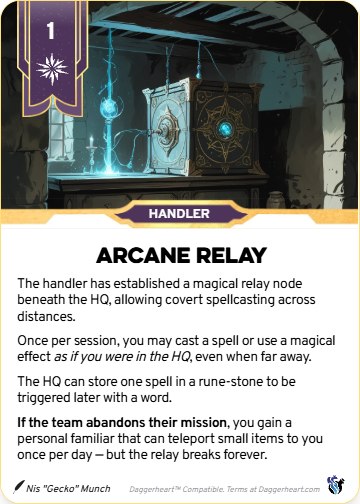 1
HANDLER
ARCANE RELAY
The handler has established a magical relay node
beneath the HQ, allowing covert spellcasting across
distances.
Once per session, you may cast a spell or use a magical
effect as if you were in the HQ, even when far away.
The HQ can store one spell in a rune-stone to be
triggered later with a word.
If the team abandons their mission, you gain a
personal familiar that can teleport small items to you
once per day — but the relay breaks forever.
Nis "Gecko" Munch
Daggerheart™ Compatible. Terms at Daggerheart.com